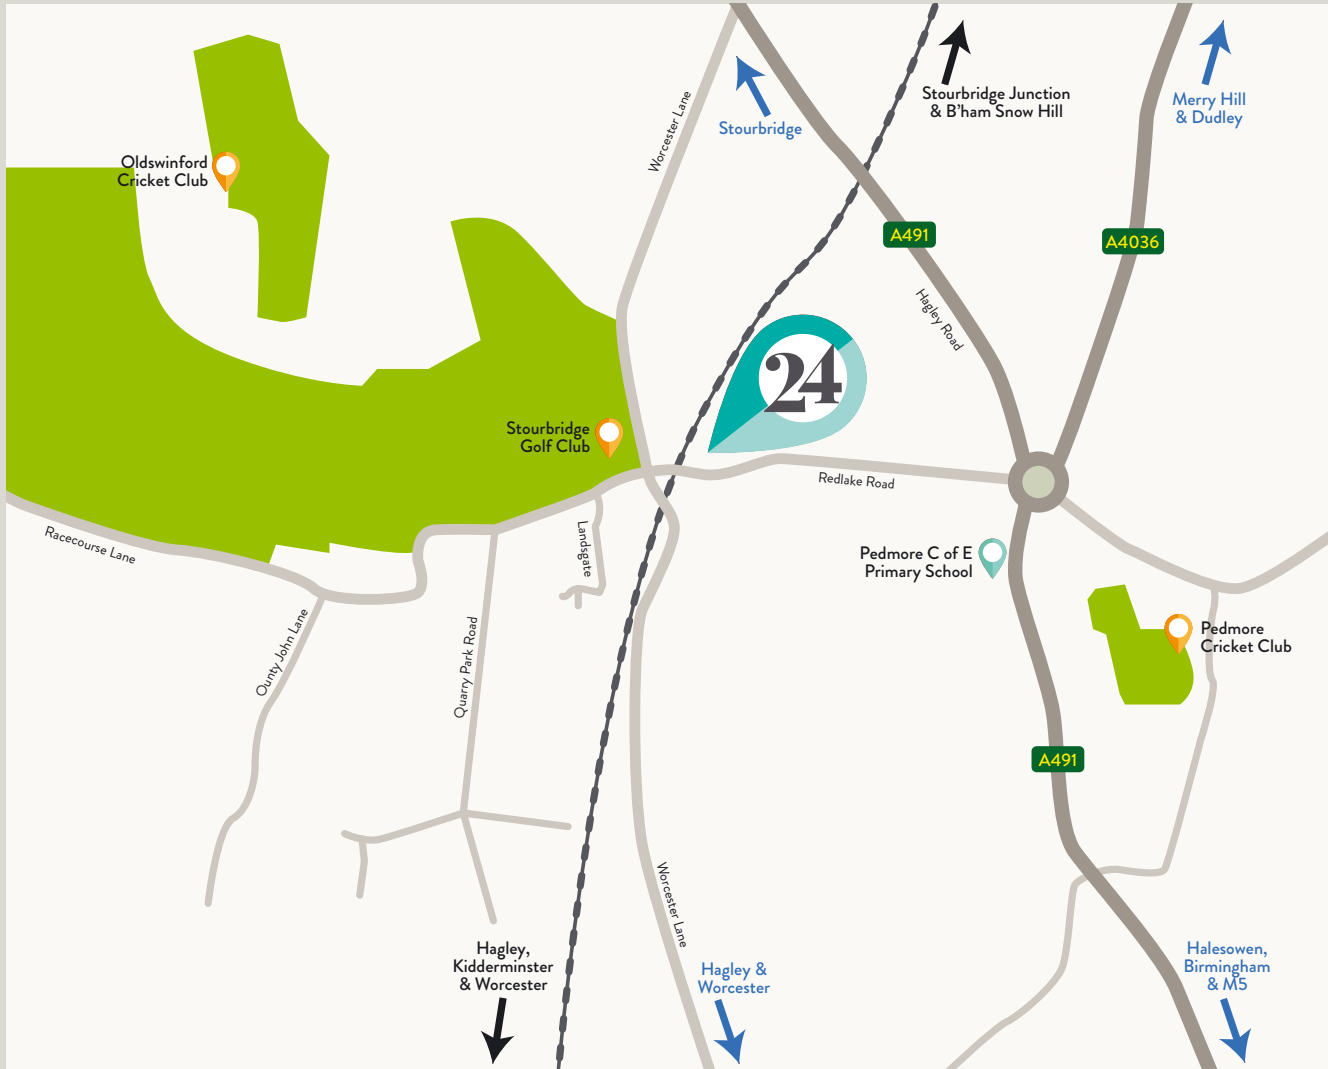 Stourbridge Junction
& B'ham Snow Hill
Merry Hill
& Dudley
Stourbridge
Worcester Lane
Oldswinford
Cricket Club
A491
A4036
Hagley Road
24
Stourbridge
Golf Club
Redlake Road
Racecourse Lane
Landsgate
Pedmore C of E
Primary School
Pedmore
Cricket Club
Ounty John Lane
Quarry Park Road
A491
Worcester Lane
Hagley,
Kidderminster
& Worcester
Hagley &
Worcester
Halesowen,
Birmingham
& M5